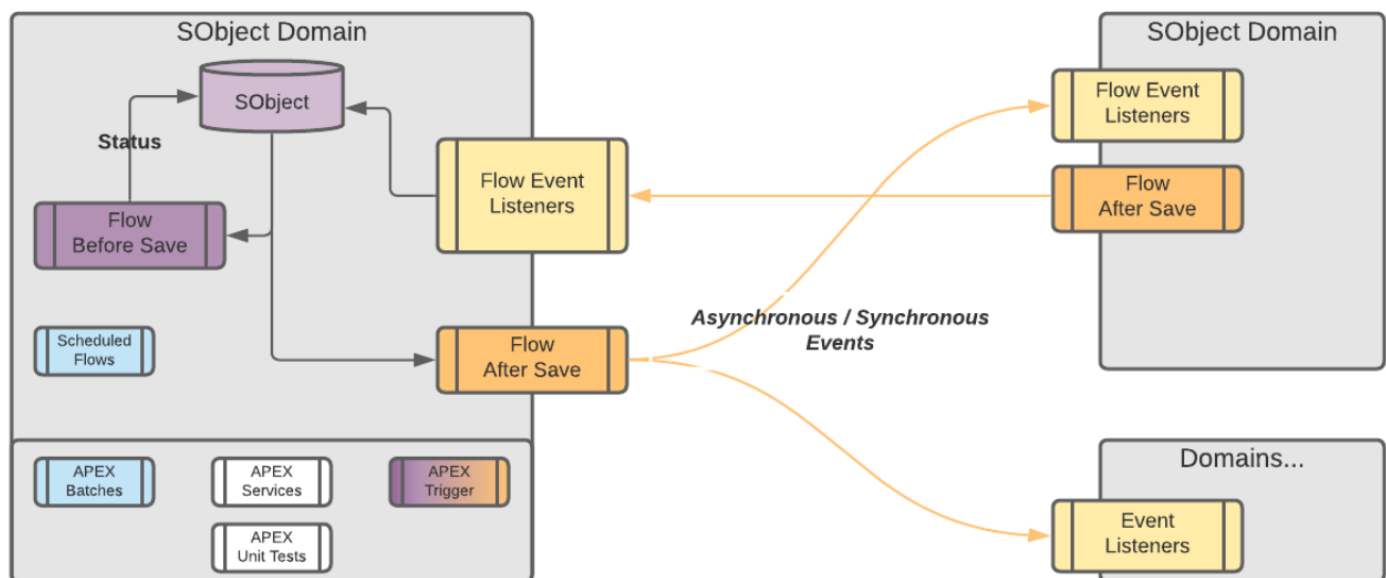 SObject Domain
SObject
Status
Flow
Before Save
Flow Event
Listeners
Scheduled
Flows
Flow
After Save
APEX
Batches
APEX
Services
APEX
Trigger
APEX
Unit Tests
Asynchronous / Synchronous
Events
SObject Domain
Flow Event
Listeners
Flow
After Save
Domains...
Event
Listeners